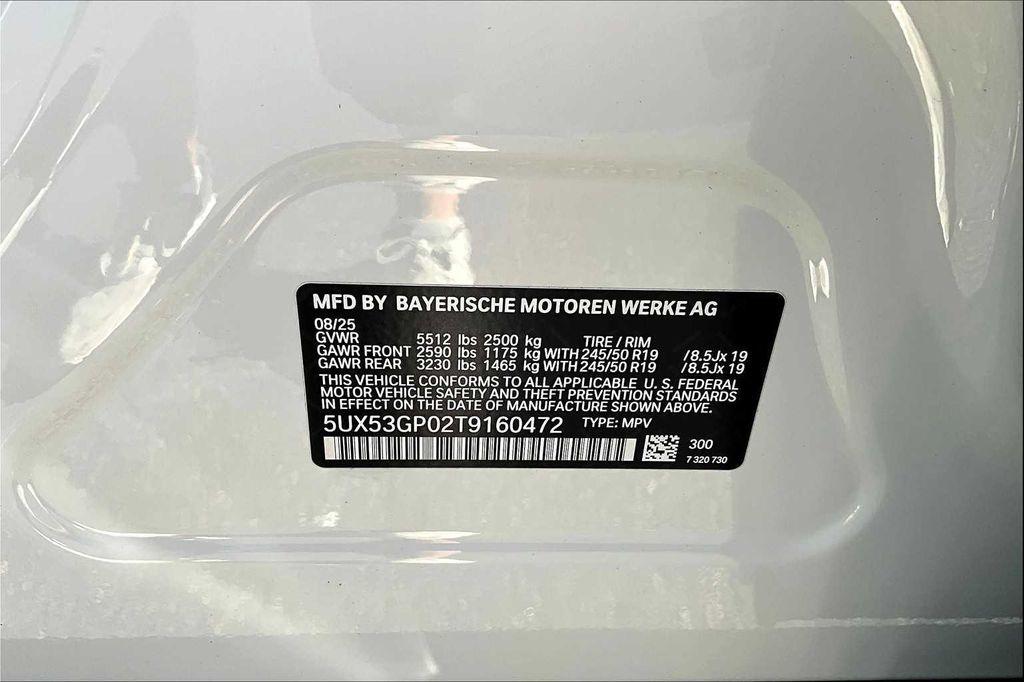 MFD BY BAYERISCHE MOTOREN WERKE AG
08/25
GVWR 5512 lbs 2500 kg TIRE / RIM
GAWR FRONT 2590 lbs 1175 kg WITH 245/50 R19 /8.5Jx 19
GAWR REAR 3230 lbs 1465 kg WITH 245/50 R19 /8.5Jx 19
THIS VEHICLE CONFORMS TO ALL APPLICABLE U. S. FEDERAL
MOTOR VEHICLE SAFETY AND THEFT PREVENTION STANDARDS
IN EFFECT ON THE DATE OF MANUFACTURE SHOWN ABOVE.
5UX53GP02T9160472 TYPE: MPV
300
7 320 730